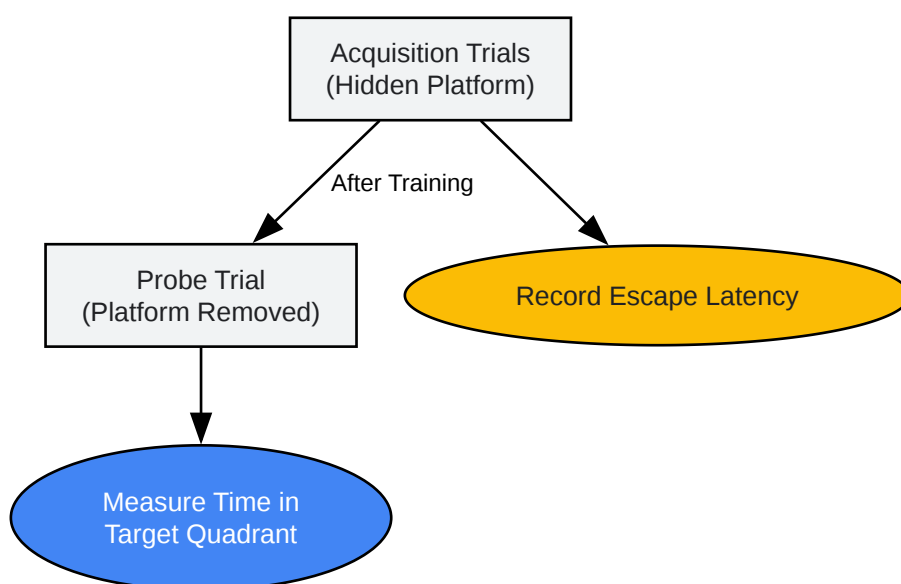 Acquisition Trials
(Hidden Platform)
After Training
Probe Trial
(Platform Removed)
Record Escape Latency
Measure Time in
Target Quadrant